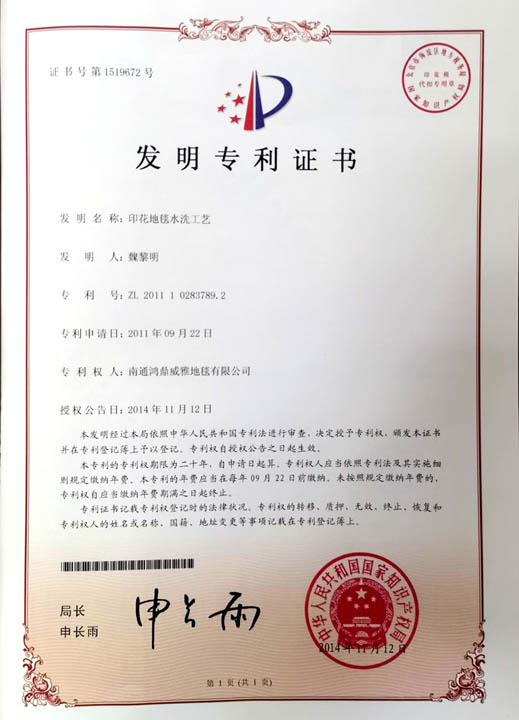 证书号第1519672号
印花税
代扣专用章
国家知识产权局
发明专利证书
发明名称：印花地毯水洗工艺
发明人：魏黎明
专利号：ZL 2011 1 0283789.2
专利申请日：2011年09月22日
专利权人：南通鸿鼎威雅地毯有限公司
授权公告日：2014年11月12日
本发明经过本局依照中华人民共和国专利法进行审查，决定授予专利权，颁发本证书
并在专利登记簿上予以登记。专利权自授权公告之日起生效。
本专利的专利权期限为二十年，自申请日起算。专利权人应当依照专利法及其实施细
则规定缴纳年费。本专利的年费应当在每年09月22日前缴纳。未按照规定缴纳年费的，
专利权自应当缴纳年费期满之日起终止。
专利证书记载专利权登记时的法律状况。专利权的转移、质押、无效、终止、恢复和
专利权人的姓名或名称、国籍、地址变更等事项记载在专利登记簿上。
局长
申长雨
申长雨
中华人民共和国国家知识产权局
2014年11月12日
第1页(共1页)